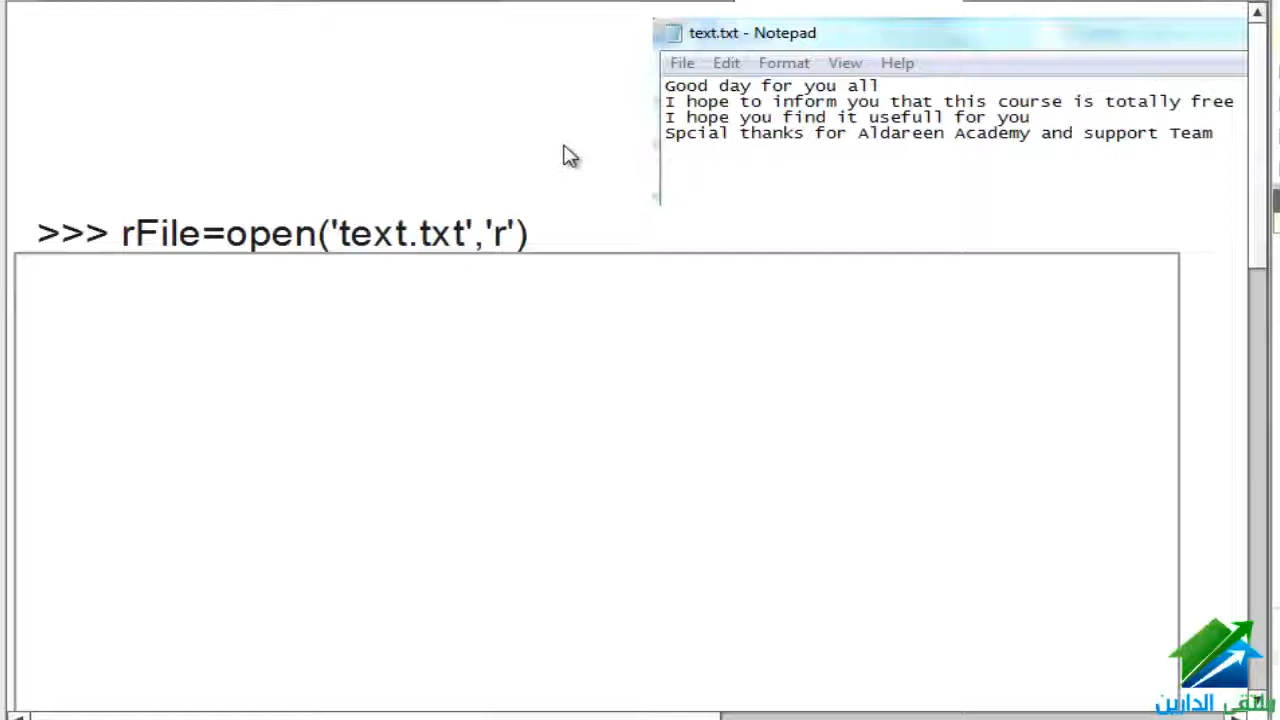 text.txt - Notepad
File Edit Format View Help
Good day for you all
I hope to inform you that this course is totally free
I hope you find it usefull for you
Spcial thanks for Aldareen Academy and support Team
>>> rFile=open('text.txt','r')
ملتقى الدارين